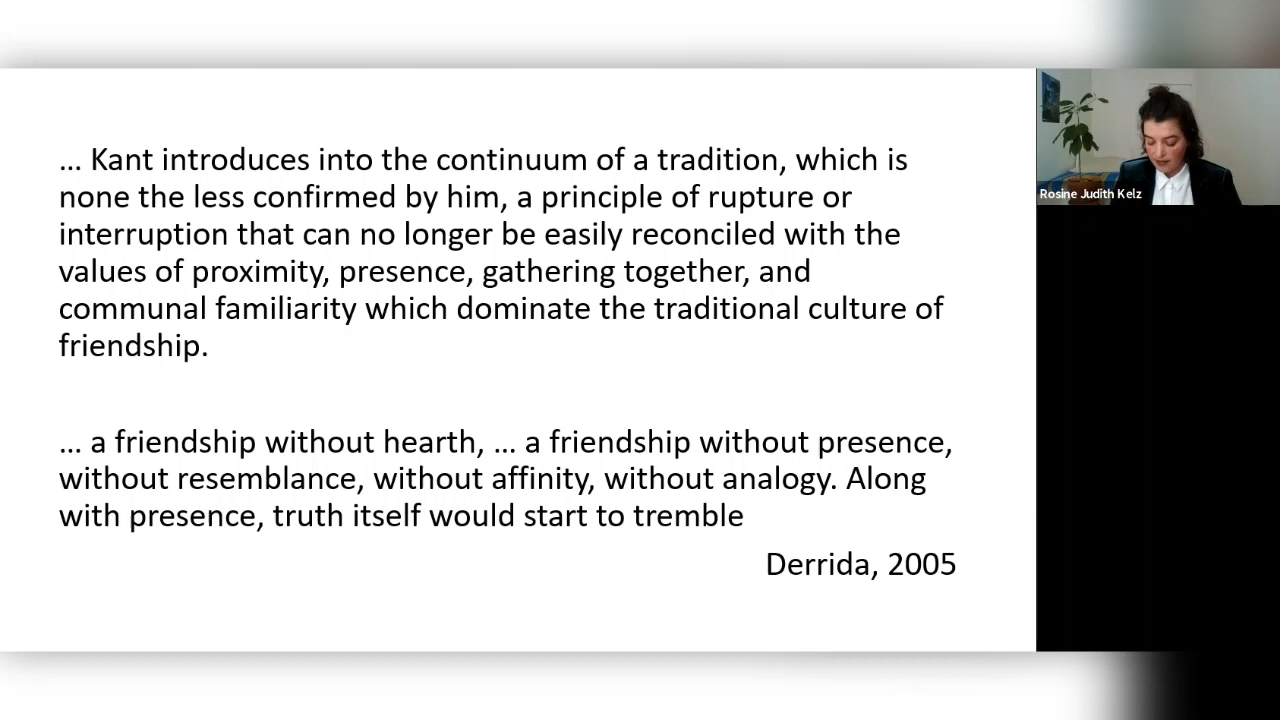 ... Kant introduces into the continuum of a tradition, which is
none the less confirmed by him, a principle of rupture or
interruption that can no longer be easily reconciled with the
values of proximity, presence, gathering together, and
communal familiarity which dominate the traditional culture of
friendship.
... a friendship without hearth, ... a friendship without presence,
without resemblance, without affinity, without analogy. Along
with presence, truth itself would start to tremble
Derrida, 2005
Rosine Judith Kelz